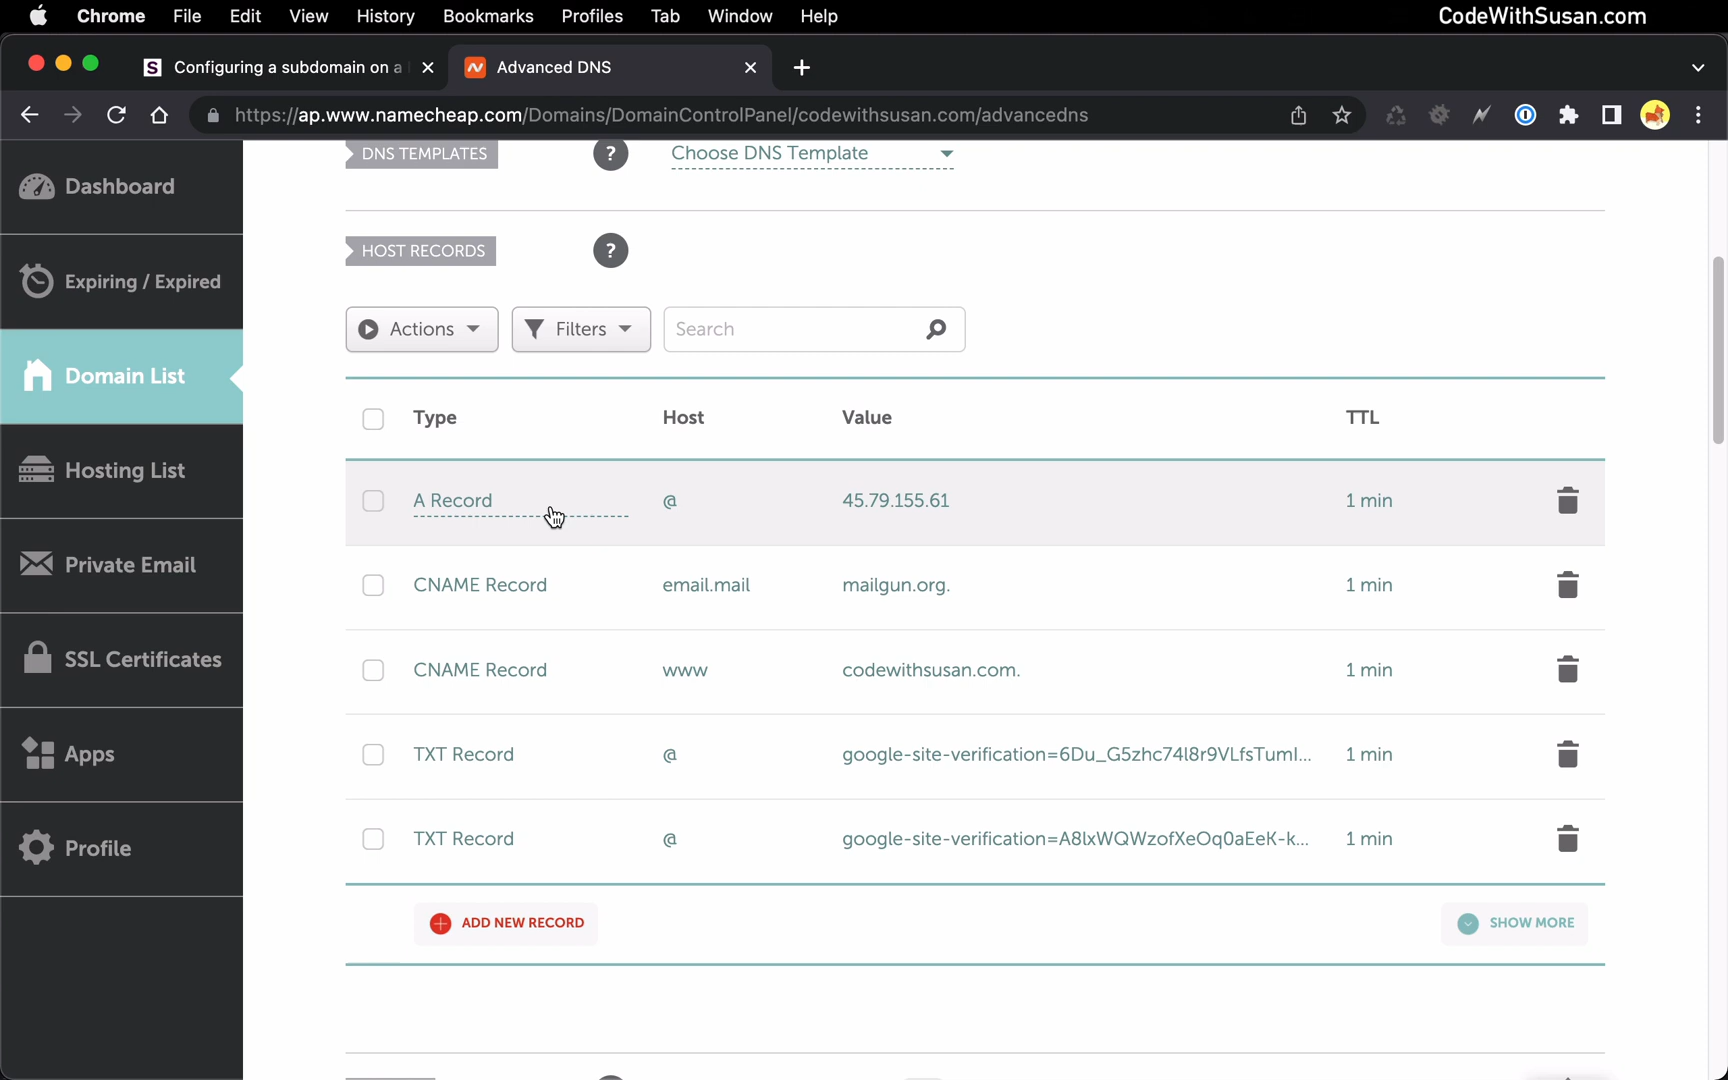 Chrome File Edit View History Bookmarks Profiles Tab Window Help CodeWithSusan.com
S Configuring a subdomain on a Advanced DNS
https://ap.www.namecheap.com/Domains/DomainControlPanel/codewithsusan.com/advancedns
Dashboard
Expiring / Expired
Domain List
Hosting List
Private Email
SSL Certificates
Apps
Profile
DNS TEMPLATES ? Choose DNS Template
HOST RECORDS ?
Actions Filters Search
Type Host Value TTL
A Record @ 45.79.155.61 1 min
CNAME Record email.mail mailgun.org. 1 min
CNAME Record www codewithsusan.com. 1 min
TXT Record @ google-site-verification=6Du_G5zhc74l8r9VLfsTuml... 1 min
TXT Record @ google-site-verification=A8lxWQWzofXeOq0aEeK-k... 1 min
ADD NEW RECORD SHOW MORE